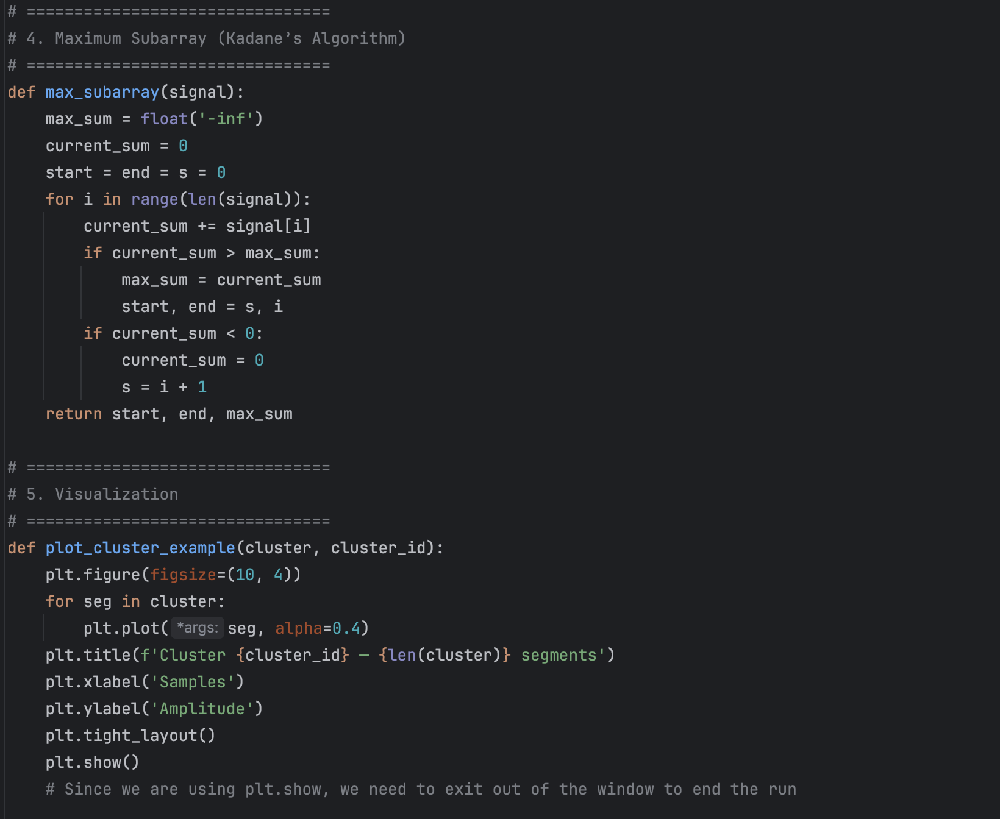 # ================================
# 4. Maximum Subarray (Kadane’s Algorithm)
# ================================
def max_subarray(signal):
    max_sum = float('-inf')
    current_sum = 0
    start = end = s = 0
    for i in range(len(signal)):
        current_sum += signal[i]
        if current_sum > max_sum:
            max_sum = current_sum
            start, end = s, i
        if current_sum < 0:
            current_sum = 0
            s = i + 1
    return start, end, max_sum

# ================================
# 5. Visualization
# ================================
def plot_cluster_example(cluster, cluster_id):
    plt.figure(figsize=(10, 4))
    for seg in cluster:
        plt.plot( *args: seg, alpha=0.4)
    plt.title(f'Cluster {cluster_id} – {len(cluster)} segments')
    plt.xlabel('Samples')
    plt.ylabel('Amplitude')
    plt.tight_layout()
    plt.show()
    # Since we are using plt.show, we need to exit out of the window to end the run